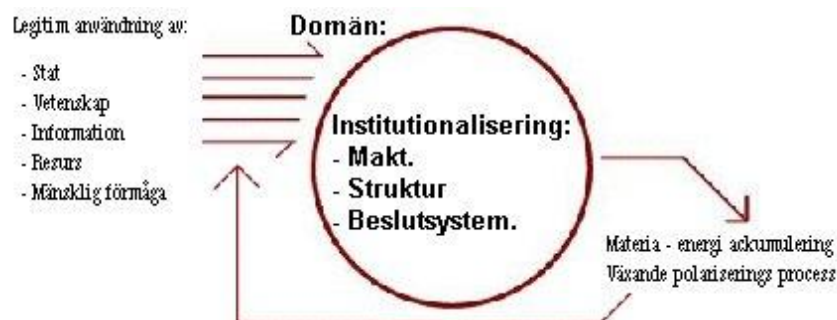 Legitim användning av:
- Stat
- Vetenskap
- Information
- Resurs
- Mänsklig förmåga
Domän:
Institutionalisering:
- Makt.
- Struktur
- Beslutsystem.
Materia - energi ackumulering
Växande polariserings process